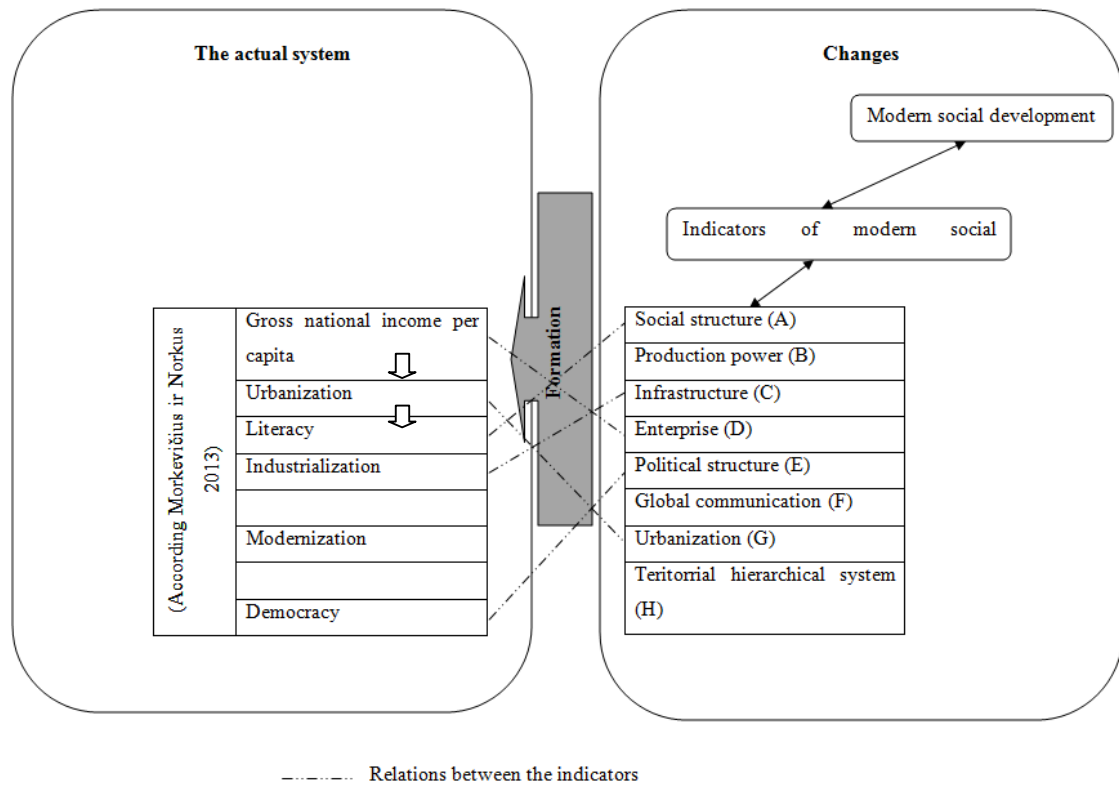 The actual system
(According Morkevičius ir Norkus
2013)
Gross national income per
capita
Urbanization
Literacy
Industrialization
Modernization
Democracy
Formation
Changes
Modern social development
Indicators of modern social
Social structure (A)
Production power (B)
Infrastructure (C)
Enterprise (D)
Political structure (E)
Global communication (F)
Urbanization (G)
Teritorrial hierarchical system
(H)
Relations between the indicators